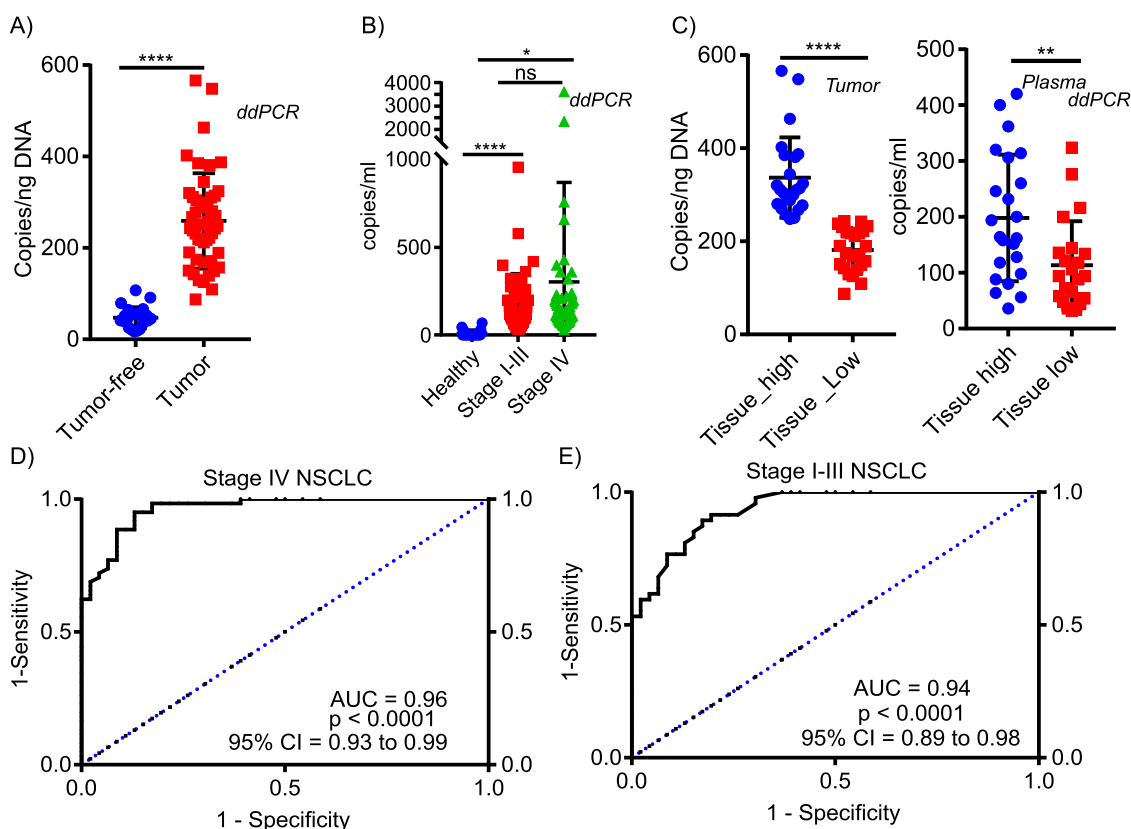 A)
****
600
400
200
0
Copies/ng DNA
ddPCR
Tumor-free
Tumor
B)
*
ns
****
4000
3000
2000
1000
500
0
copies/ml
ddPCR
Healthy
Stage I-III
Stage IV
C)
****
600
400
200
0
Copies/ng DNA
Tumor
Tissue_high
Tissue_Low
**
500
400
300
200
100
0
copies/ml
Plasma
ddPCR
Tissue high
Tissue low
D)
Stage IV NSCLC
1.0
0.5
0.0
1-Sensitivity
1.0
0.5
0.0
AUC = 0.96
p < 0.0001
95% CI = 0.93 to 0.99
0.5
1.0
1 - Specificity
E)
Stage I-III NSCLC
1.0
0.5
0.0
1-Sensitivity
1.0
0.5
0.0
AUC = 0.94
p < 0.0001
95% CI = 0.89 to 0.98
0.0
0.5
1.0
1 - Specificity